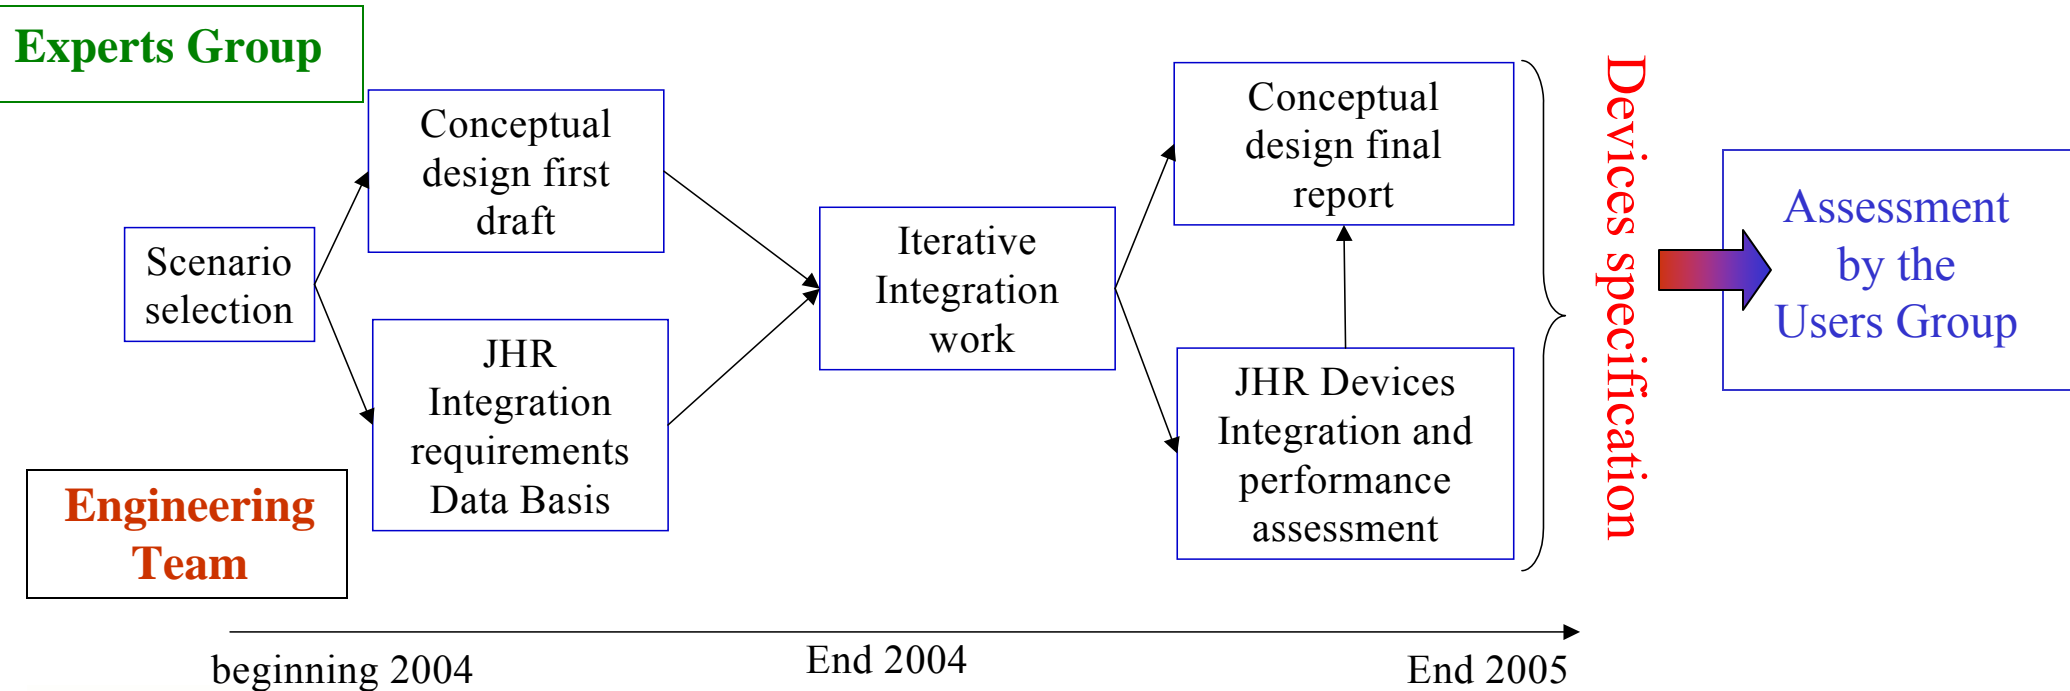 Experts Group
Conceptual
design first
draft
Scenario
selection
JHR
Integration
requirements
Data Basis
Engineering
Team
Iterative
Integration
work
Conceptual
design final
report
JHR Devices
Integration and
performance
assessment
Devices specification
Assessment
by the
Users Group
beginning 2004
End 2004
End 2005